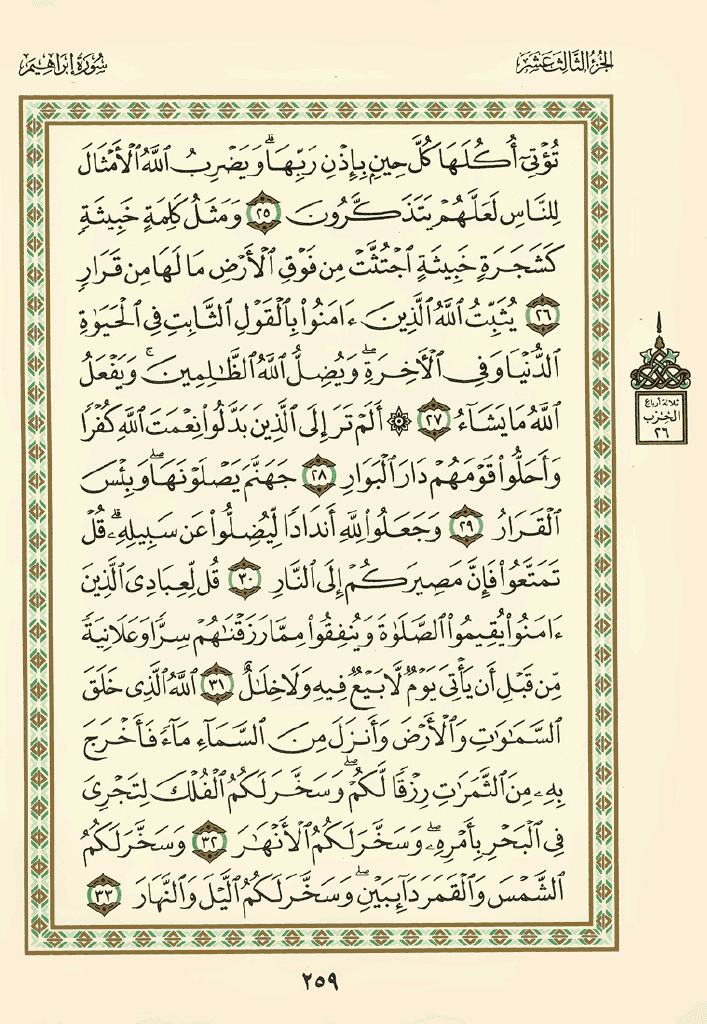 الجزء الثالث عشر
سورة إبراهيم
تُؤْتِىٓ أُكُلَهَا كُلَّ حِينِۭ بِإِذْنِ رَبِّهَا ۗ وَيَضْرِبُ ٱللَّهُ ٱلْأَمْثَالَ
لِلنَّاسِ لَعَلَّهُمْ يَتَذَكَّرُونَ ٢٥ وَمَثَلُ كَلِمَةٍ خَبِيثَةٍ
كَشَجَرَةٍ خَبِيثَةٍ ٱجْتُثَّتْ مِن فَوْقِ ٱلْأَرْضِ مَا لَهَا مِن قَرَارٍ
٢٦ يُثَبِّتُ ٱللَّهُ ٱلَّذِينَ ءَامَنُوا۟ بِٱلْقَوْلِ ٱلثَّابِتِ فِى ٱلْحَيَوٰةِ
ٱلدُّنْيَا وَفِى ٱلْأَخِرَةِ ۖ وَيُضِلُّ ٱللَّهُ ٱلظَّٰلِمِينَ ۚ وَيَفْعَلُ
ٱللَّهُ مَا يَشَآءُ ٢٧ ۞ أَلَمْ تَرَ إِلَى ٱلَّذِينَ بَدَّلُوا۟ نِعْمَتَ ٱللَّهِ كُفْرًا
وَأَحَلُّوا۟ قَوْمَهُمْ دَارَ ٱلْبَوَارِ ٢٨ جَهَنَّمَ يَصْلَوْنَهَا ۖ وَبِئْسَ
ٱلْقَرَارُ ٢٩ وَجَعَلُوا۟ لِلَّهِ أَندَادًا لِّيُضِلُّوا۟ عَن سَبِيلِهِۦ ۗ قُلْ
تَمَتَّعُوا۟ فَإِنَّ مَصِيرَكُمْ إِلَى ٱلنَّارِ ٣٠ قُل لِّعِبَادِىَ ٱلَّذِينَ
ءَامَنُوا۟ يُقِيمُوا۟ ٱلصَّلَوٰةَ وَيُنفِقُوا۟ مِمَّا رَزَقْنَٰهُمْ سِرًّا وَعَلَانِيَةً
مِّن قَبْلِ أَن يَأْتِىَ يَوْمٌ لَّا بَيْعٌ فِيهِ وَلَا خِلَٰلٌ ٣١ ٱللَّهُ ٱلَّذِى خَلَقَ
ٱلسَّمَٰوَٰتِ وَٱلْأَرْضَ وَأَنزَلَ مِنَ ٱلسَّمَآءِ مَآءً فَأَخْرَجَ
بِهِۦ مِنَ ٱلثَّمَرَٰتِ رِزْقًا لَّكُمْ ۖ وَسَخَّرَ لَكُمُ ٱلْفُلْكَ لِتَجْرِىَ
فِى ٱلْبَحْرِ بِأَمْرِهِۦ ۖ وَسَخَّرَ لَكُمُ ٱلْأَنْهَٰرَ ٣٢ وَسَخَّرَ لَكُمُ
ٱلشَّمْسَ وَٱلْقَمَرَ دَآئِبَيْنِ ۖ وَسَخَّرَ لَكُمُ ٱلَّيْلَ وَٱلنَّهَارَ ٣٣
ثلاثة أرباع
الحزب
٢٦
٢٥٩